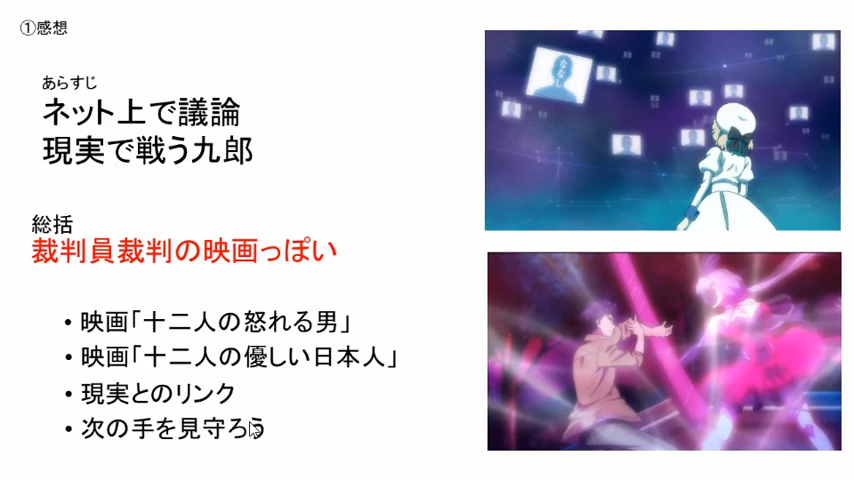 ①感想
あらすじ
ネット上で議論
現実で戦う九郎
総括
裁判員裁判の映画っぽい
• 映画「十二人の怒れる男」
• 映画「十二人の優しい日本人」
• 現実とのリンク
• 次の手を見守ろう
ななし